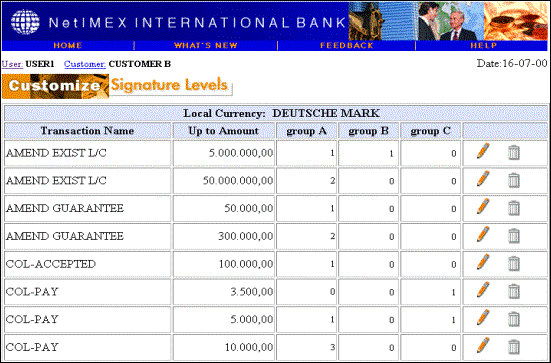 NetIMEX INTERNATIONAL BANK
HOME WHAT'S NEW FEEDBACK HELP
User: USER1 Customer: CUSTOMER B Date:16-07-00
Customize Signature Levels
Local Currency: DEUTSCHE MARK
Transaction Name Up to Amount group A group B group C
AMEND EXIST L/C 5.000.000,00 1 1 0
AMEND EXIST L/C 50.000.000,00 2 0 0
AMEND GUARANTEE 50.000,00 1 0 0
AMEND GUARANTEE 300.000,00 2 0 0
COL-ACCEPTED 100.000,00 1 0 0
COL-PAY 3.500,00 0 0 1
COL-PAY 5.000,00 1 0 1
COL-PAY 10.000,00 3 0 0